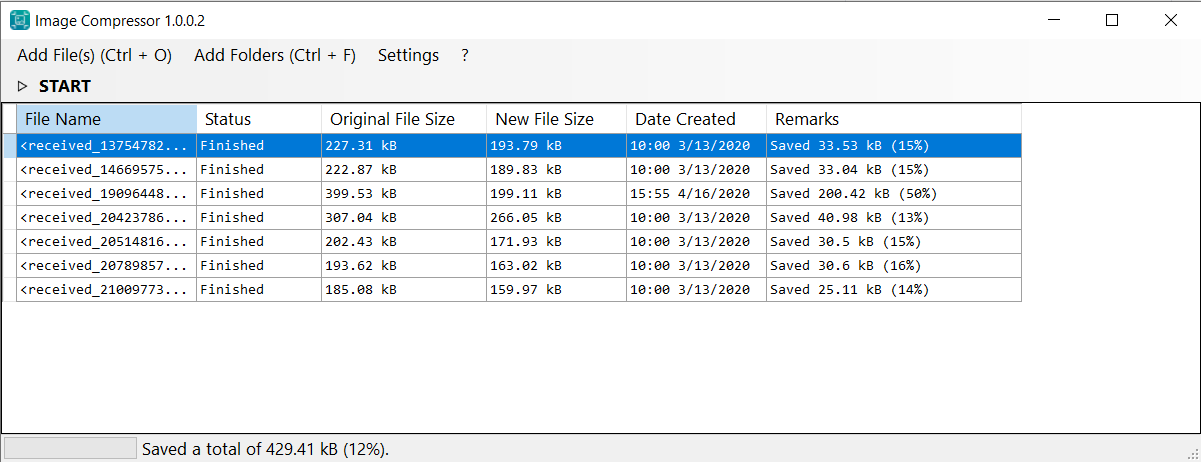 Image Compressor 1.0.0.2
Add File(s) (Ctrl + O) Add Folders (Ctrl + F) Settings ?
START
File Name Status Original File Size New File Size Date Created Remarks
<received_13754782... Finished 227.31 kB 193.79 kB 10:00 3/13/2020 Saved 33.53 kB (15%)
<received_14669575... Finished 222.87 kB 189.83 kB 10:00 3/13/2020 Saved 33.04 kB (15%)
<received_19096448... Finished 399.53 kB 199.11 kB 15:55 4/16/2020 Saved 200.42 kB (50%)
<received_20423786... Finished 307.04 kB 266.05 kB 10:00 3/13/2020 Saved 40.98 kB (13%)
<received_20514816... Finished 202.43 kB 171.93 kB 10:00 3/13/2020 Saved 30.5 kB (15%)
<received_20789857... Finished 193.62 kB 163.02 kB 10:00 3/13/2020 Saved 30.6 kB (16%)
<received_21009773... Finished 185.08 kB 159.97 kB 10:00 3/13/2020 Saved 25.11 kB (14%)
Saved a total of 429.41 kB (12%).